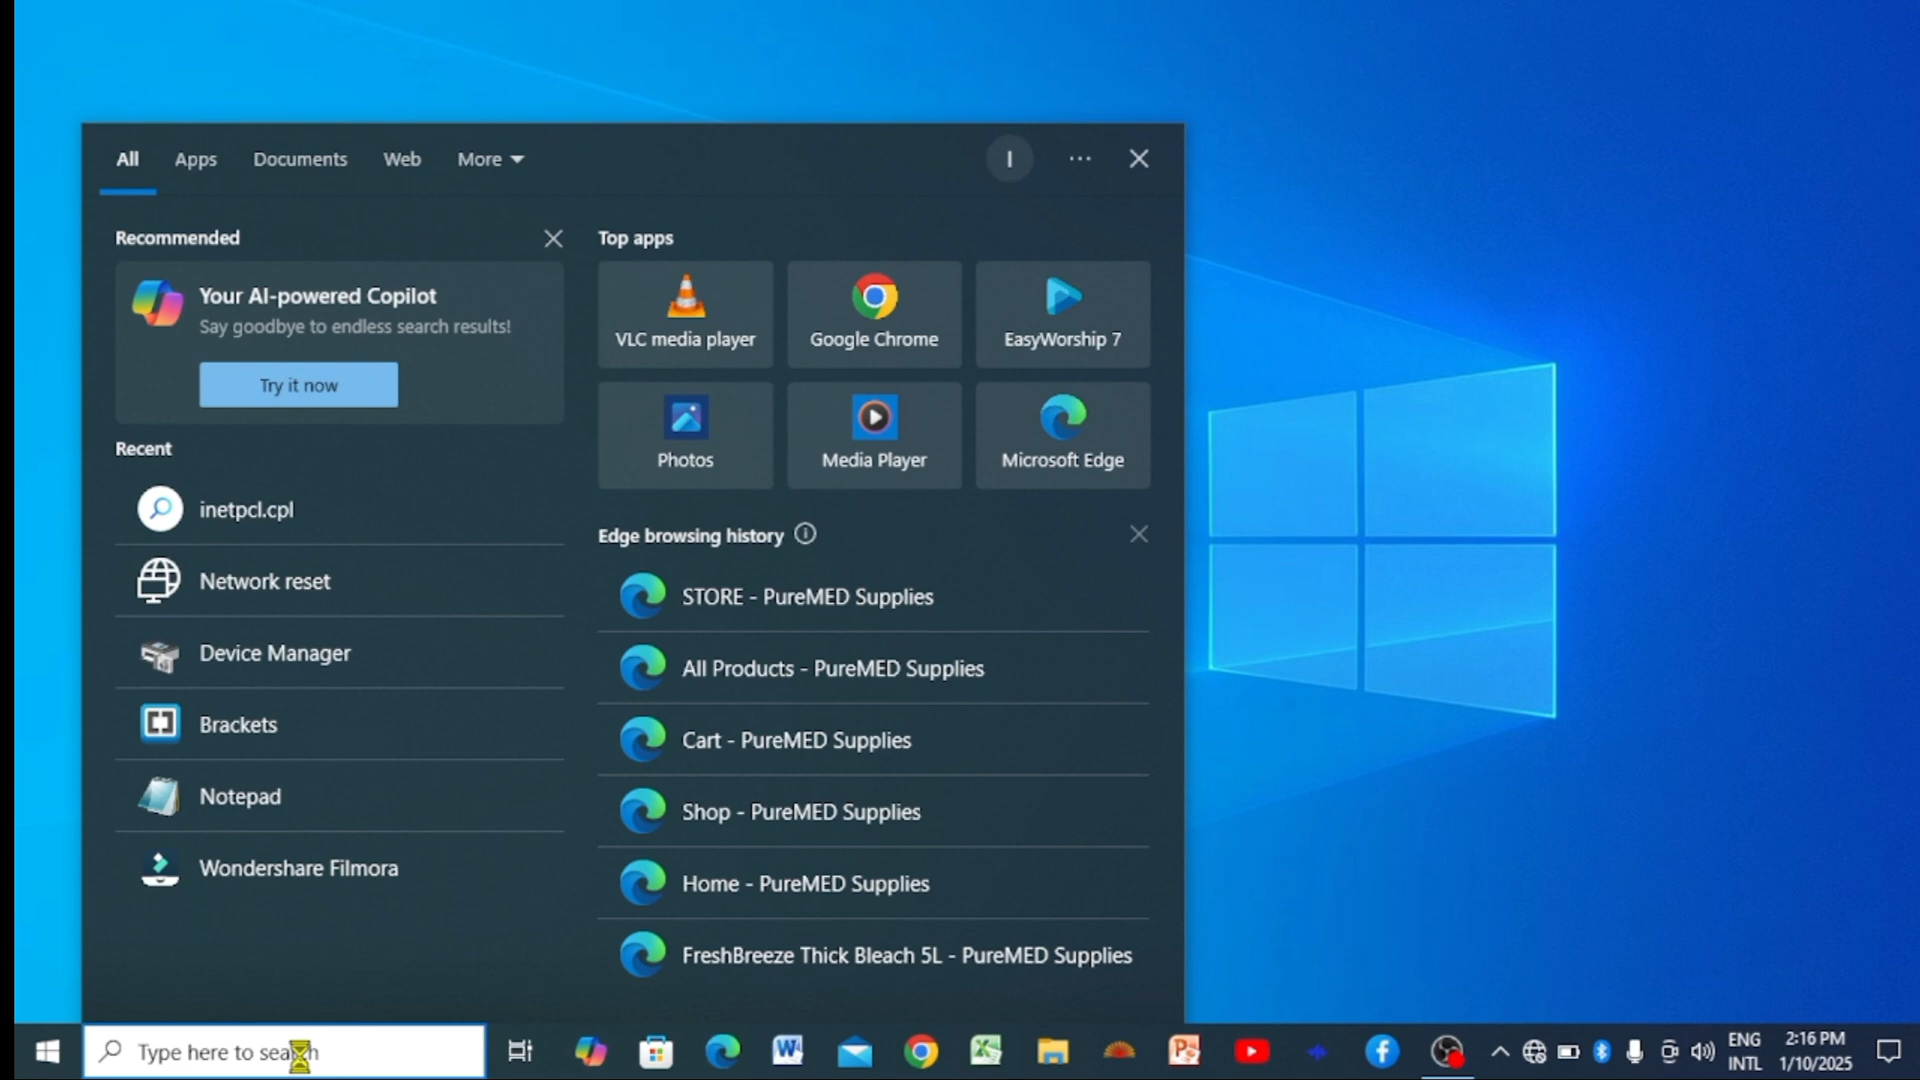 All Apps Documents Web More I
Recommended
Your AI-powered Copilot
Say goodbye to endless search results!
Try it now
Recent
inetpcl.cpl
Network reset
Device Manager
Brackets
Notepad
Wondershare Filmora
Top apps
VLC media player
Google Chrome
EasyWorship 7
Photos
Media Player
Microsoft Edge
Edge browsing history
STORE - PureMED Supplies
All Products - PureMED Supplies
Cart - PureMED Supplies
Shop - PureMED Supplies
Home - PureMED Supplies
FreshBreeze Thick Bleach 5L - PureMED Supplies
Type here to search
ENG
INTL
2:16 PM
1/10/2025